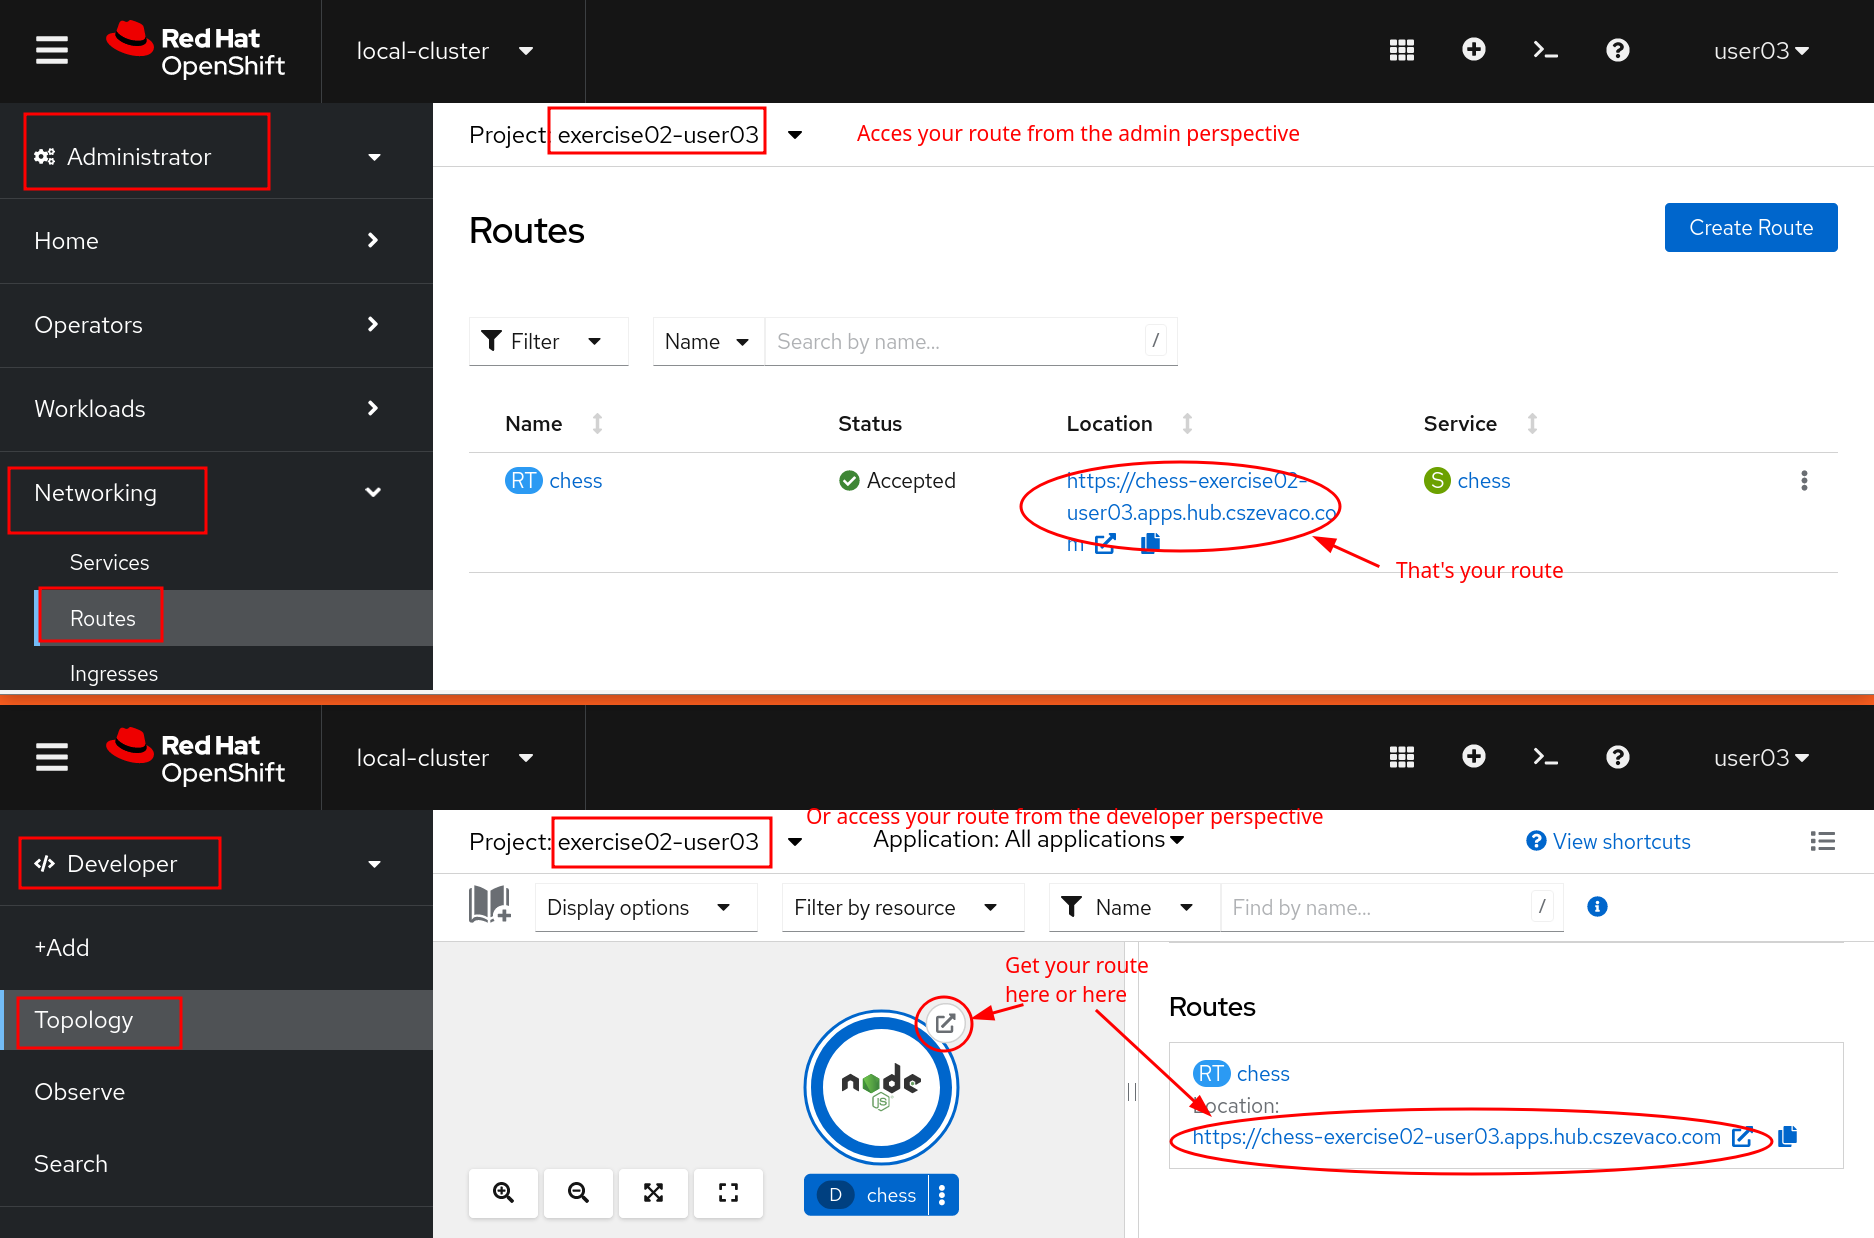 Red Hat
OpenShift
local-cluster
user03
Administrator
Project: exercise02-user03
Acces your route from the admin perspective
Home
Routes
Create Route
Operators
Filter
Name
Search by name...
/
Workloads
Name
Status
Location
Service
RT chess
Accepted
https://chess-exercise02-
user03.apps.hub.cszevaco.co
m
S chess
Networking
That's your route
Services
Routes
Ingresses
Red Hat
OpenShift
local-cluster
user03
Or access your route from the developer perspective
Developer
Project: exercise02-user03
Application: All applications
View shortcuts
Display options
Filter by resource
Name
Find by name...
/
+Add
Get your route
here or here
Topology
Routes
node
JS
RT chess
Location:
https://chess-exercise02-user03.apps.hub.cszevaco.com
Observe
Search
D chess